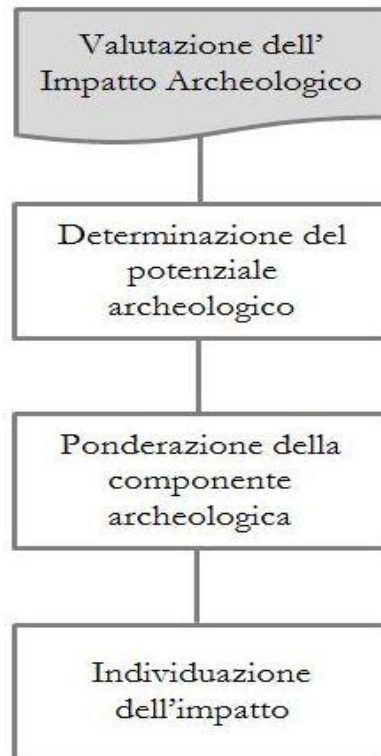 Valutazione dell’
Impatto Archeologico
Determinazione del
potenziale
archeologico
Ponderazione della
componente
archeologica
Individuazione
dell’impatto